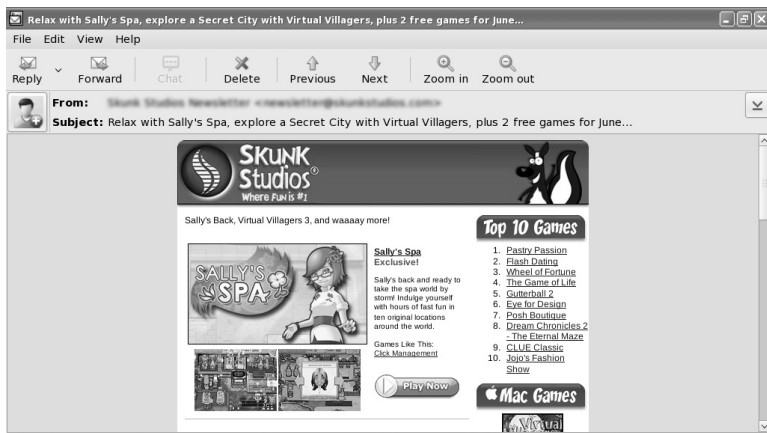 Relax with Sally's Spa, explore a Secret City with Virtual Villagers, plus 2 free games for June...
File Edit View Help
Reply Forward Chat Delete Previous Next Zoom in Zoom out
From: Skunk Studios Newsletter <newsletter@skunkstudios.com>
Subject: Relax with Sally's Spa, explore a Secret City with Virtual Villagers, plus 2 free games for June...
SKUNK
Studios®
Where FUN is #1
Sally's Back, Virtual Villagers 3, and waaaay more!
SALLY'S
SPA
Sally's Spa
Exclusive!
Sally's back and ready to
take the spa world by
storm! Indulge yourself
with hours of fast fun in
ten original locations
around the world.
Games Like This:
Click Management
Play Now
Top 10 Games
1. Pastry Passion
2. Flash Dating
3. Wheel of Fortune
4. The Game of Life
5. Gutterball 2
6. Eye for Design
7. Posh Boutique
8. Dream Chronicles 2
- The Eternal Maze
9. CLUE Classic
10. Jojo's Fashion
Show
Mac Games
Virtual